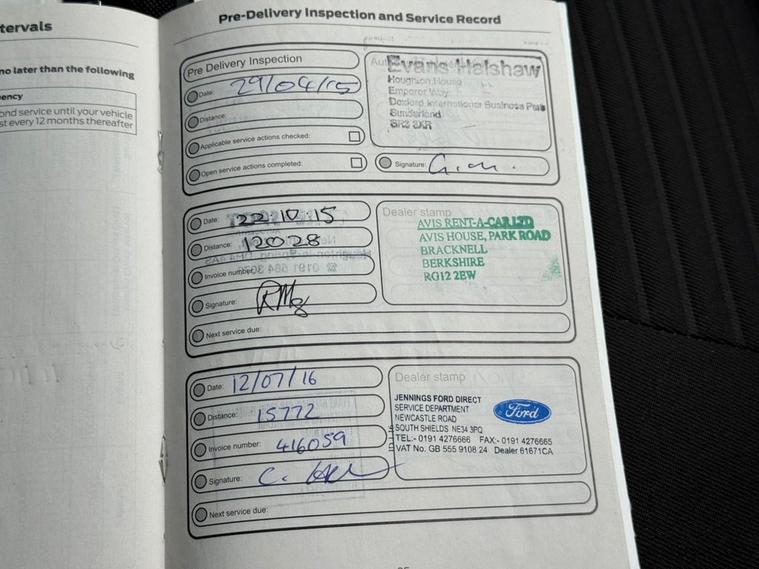 tervals
no later than the following
ency
ond service until your vehicle
st every 12 months thereafter
Pre-Delivery Inspection and Service Record
Pre Delivery Inspection
Date: 29/04/15
Distance:
Applicable service actions checked:
Open service actions completed:
Evans Halshaw
Houghton House
Emperor Way
Doxford International Business Park
Sunderland
SR3 3XR
Signature:
Date: 22.10.15
Distance: 12028
Invoice number:
Signature:
Next service due:
Dealer stamp
AVIS RENT-A-CAR LTD
AVIS HOUSE, PARK ROAD
BRACKNELL
BERKSHIRE
RG12 2EW
Date: 12/07/16
Distance: 15772
Invoice number: 416059
Signature:
Next service due:
Dealer stamp
JENNINGS FORD DIRECT
SERVICE DEPARTMENT
NEWCASTLE ROAD
SOUTH SHIELDS NE34 3PQ
TEL:- 0191 4276666 FAX:- 0191 4276665
VAT No. GB 555 9108 24 Dealer 61671CA
Ford